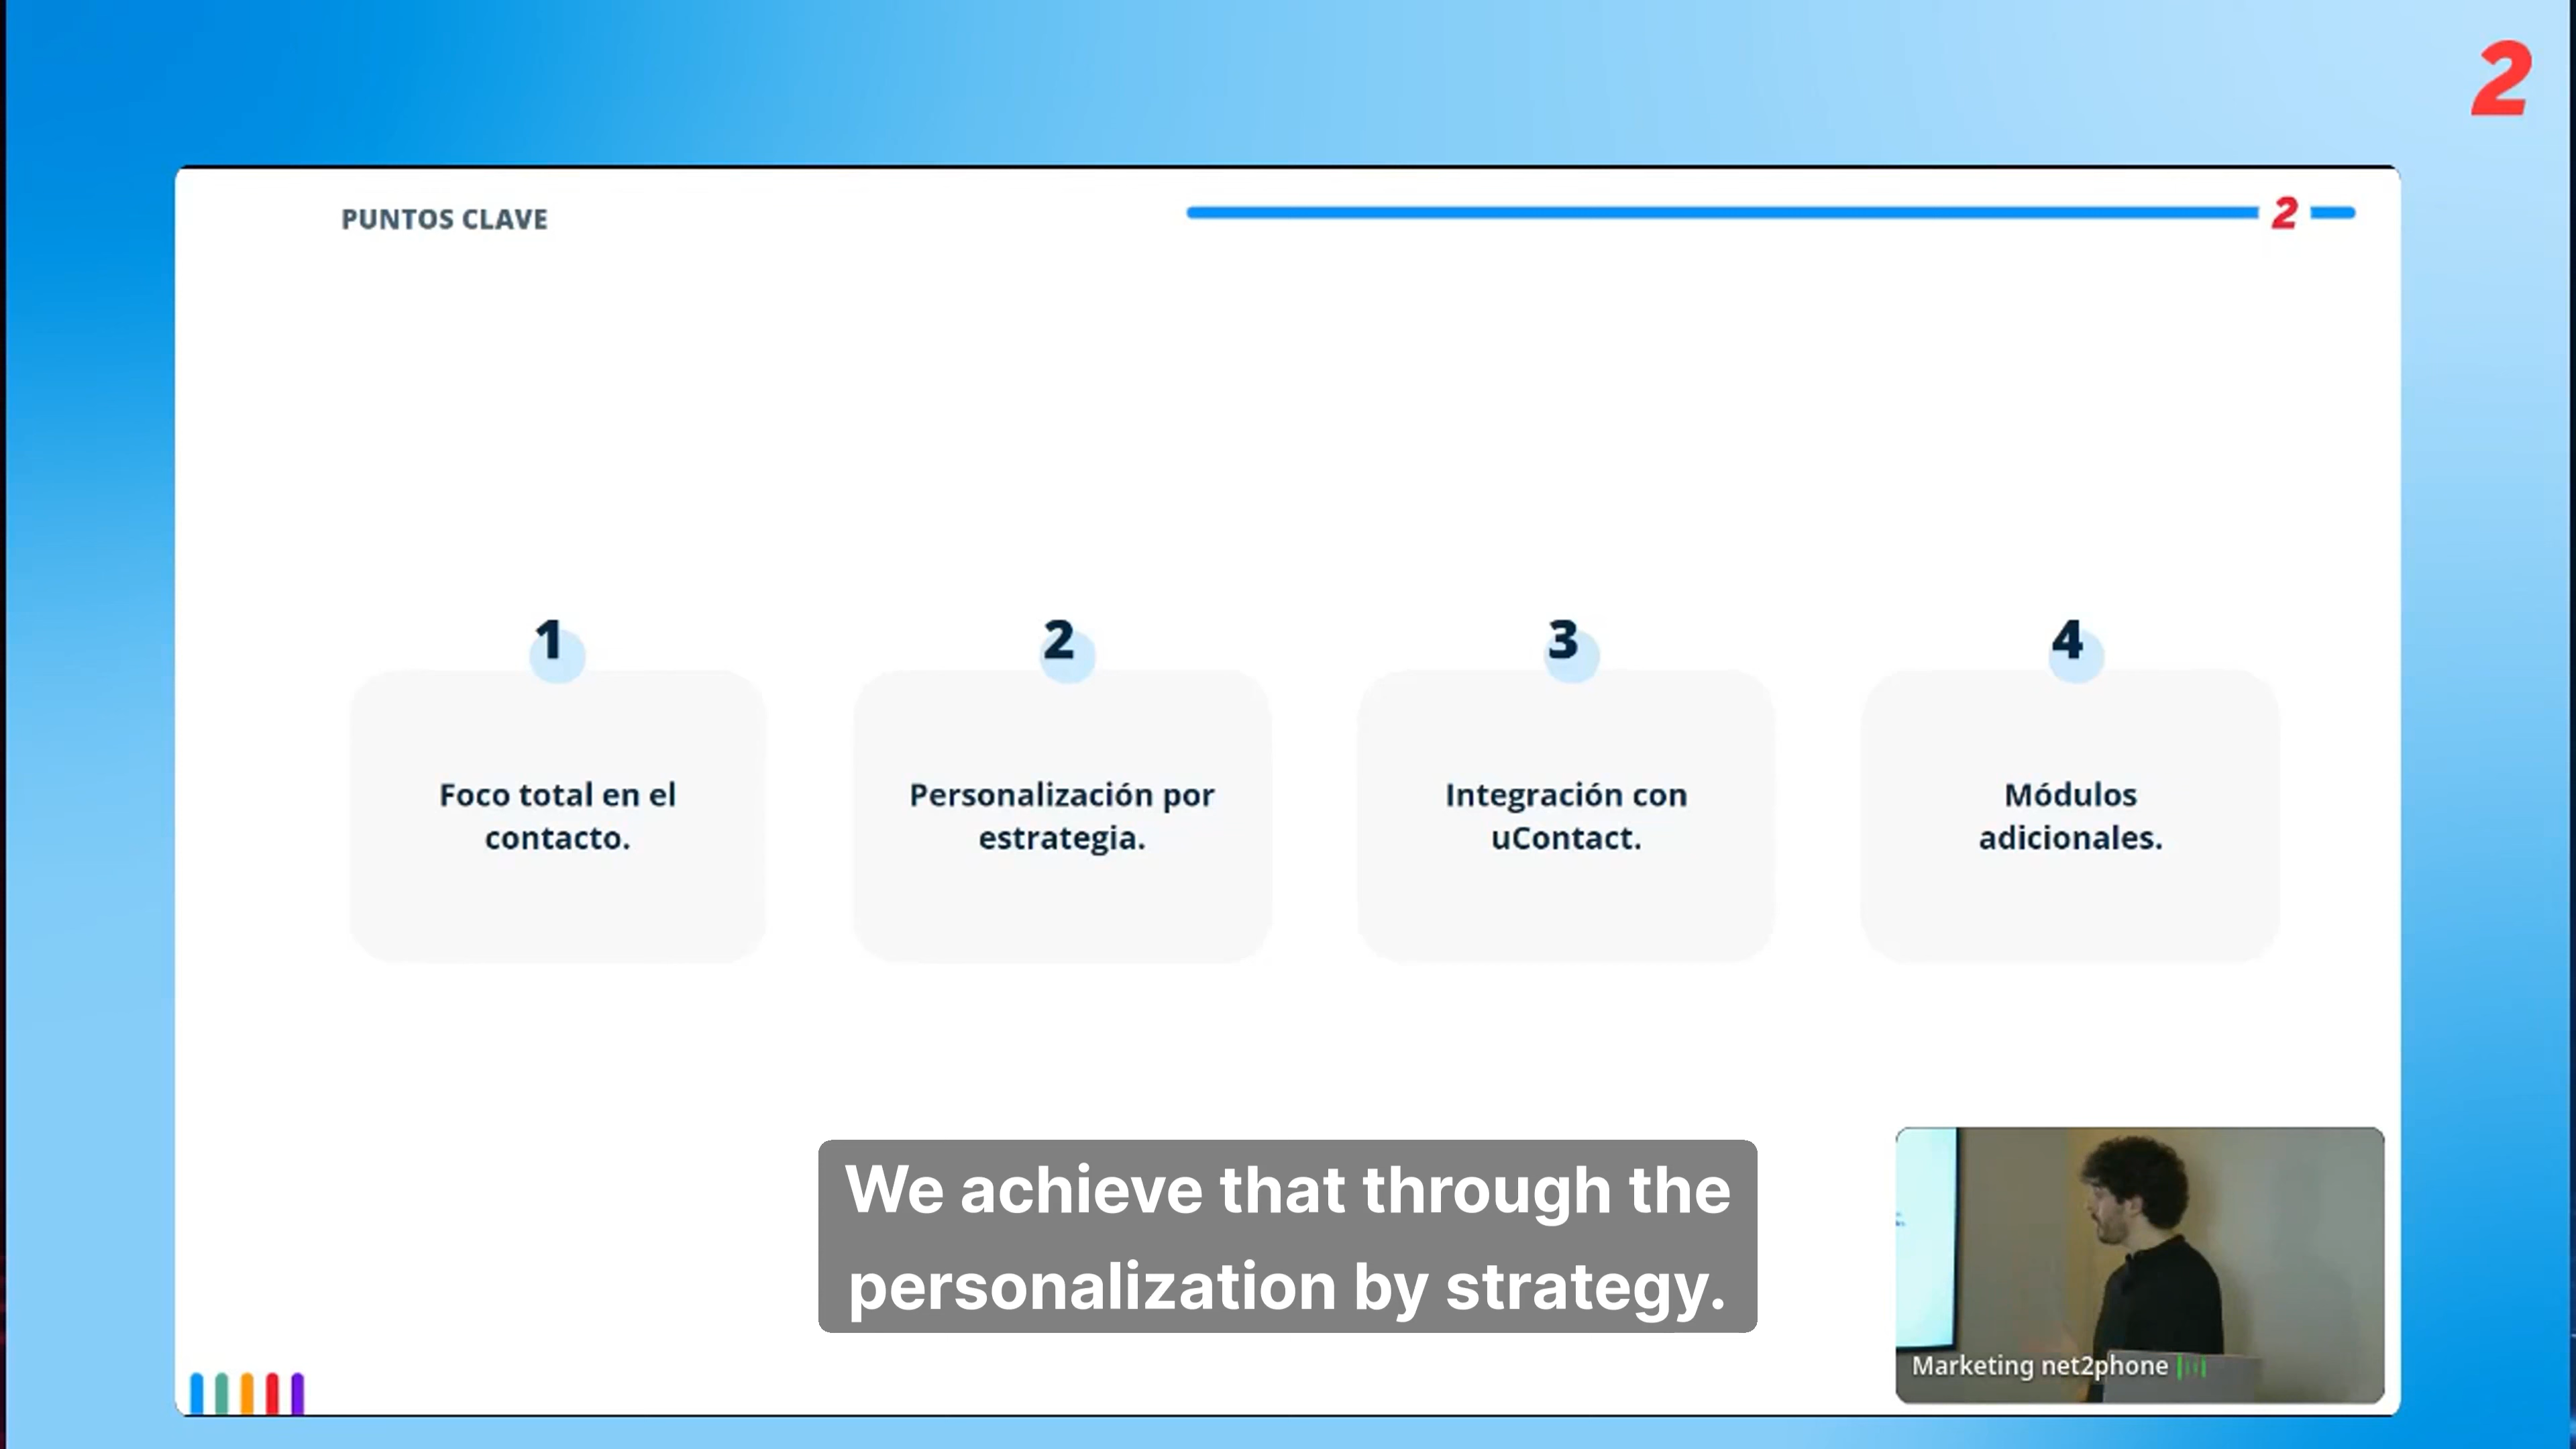 2
PUNTOS CLAVE
2
1
Foco total en el
contacto.
2
Personalización por
estrategia.
3
Integración con
uContact.
4
Módulos
adicionales.
We achieve that through the
personalization by strategy.
Marketing net2phone